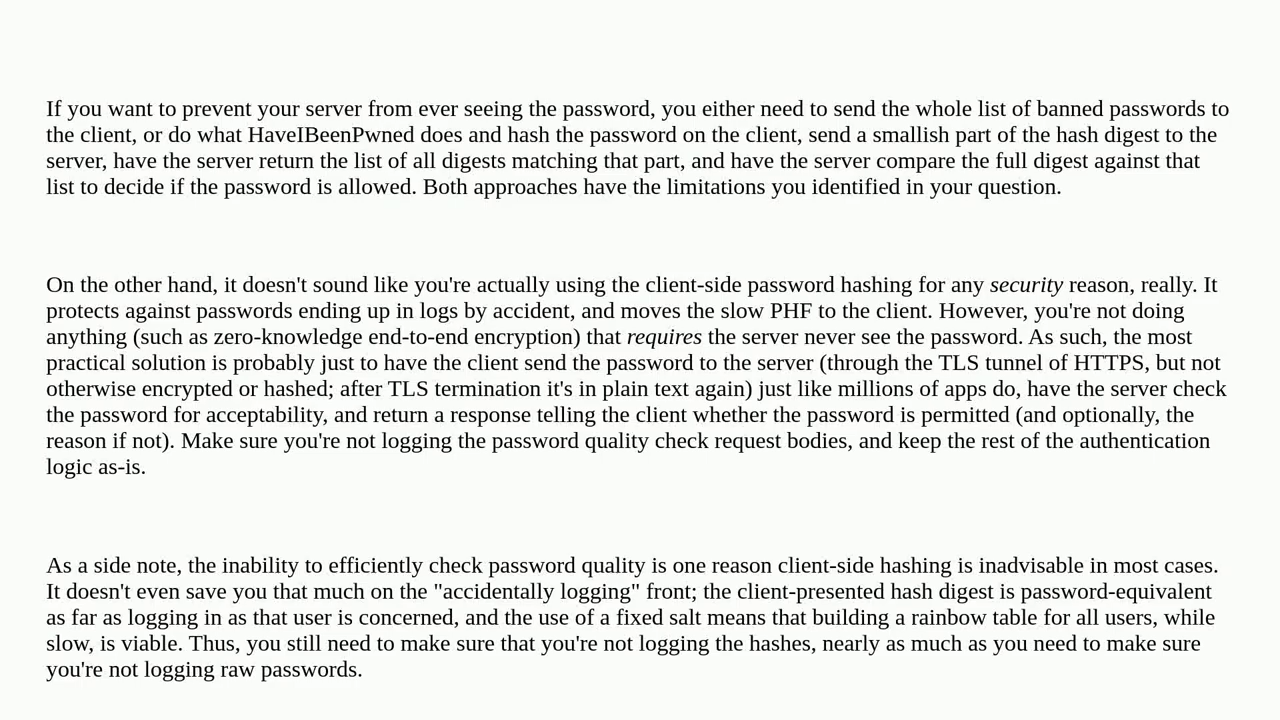 If you want to prevent your server from ever seeing the password, you either need to send the whole list of banned passwords to
the client, or do what HaveIBeenPwned does and hash the password on the client, send a smallish part of the hash digest to the
server, have the server return the list of all digests matching that part, and have the server compare the full digest against that
list to decide if the password is allowed. Both approaches have the limitations you identified in your question.
On the other hand, it doesn't sound like you're actually using the client-side password hashing for any security reason, really. It
protects against passwords ending up in logs by accident, and moves the slow PHF to the client. However, you're not doing
anything (such as zero-knowledge end-to-end encryption) that requires the server never see the password. As such, the most
practical solution is probably just to have the client send the password to the server (through the TLS tunnel of HTTPS, but not
otherwise encrypted or hashed; after TLS termination it's in plain text again) just like millions of apps do, have the server check
the password for acceptability, and return a response telling the client whether the password is permitted (and optionally, the
reason if not). Make sure you're not logging the password quality check request bodies, and keep the rest of the authentication
logic as-is.
As a side note, the inability to efficiently check password quality is one reason client-side hashing is inadvisable in most cases.
It doesn't even save you that much on the "accidentally logging" front; the client-presented hash digest is password-equivalent
as far as logging in as that user is concerned, and the use of a fixed salt means that building a rainbow table for all users, while
slow, is viable. Thus, you still need to make sure that you're not logging the hashes, nearly as much as you need to make sure
you're not logging raw passwords.